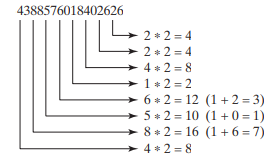 4388576018402626
2 * 2 = 4
2 * 2 = 4
4 * 2 = 8
1 * 2 = 2
6 * 2 = 12 (1 + 2 = 3)
5 * 2 = 10 (1 + 0 = 1)
8 * 2 = 16 (1 + 6 = 7)
4 * 2 = 8